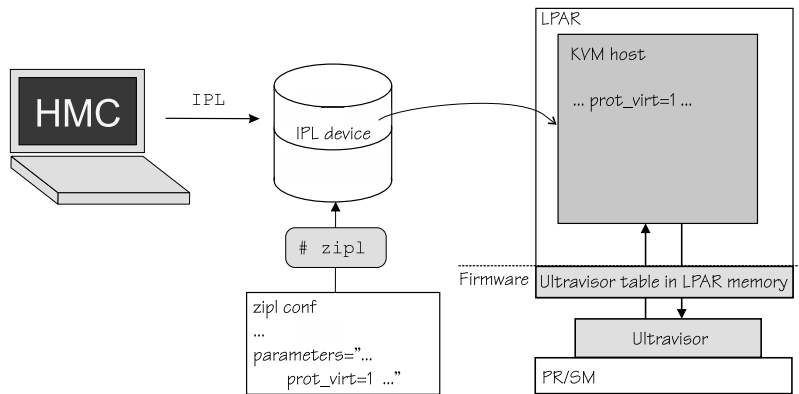 LPAR
KVM host
... prot_virt=1 ...
HMC
IPL
IPL device
# zipl
Firmware
Ultravisor table in LPAR memory
zipl conf
...
parameters="...
prot_virt=1 ..."
Ultravisor
PR/SM